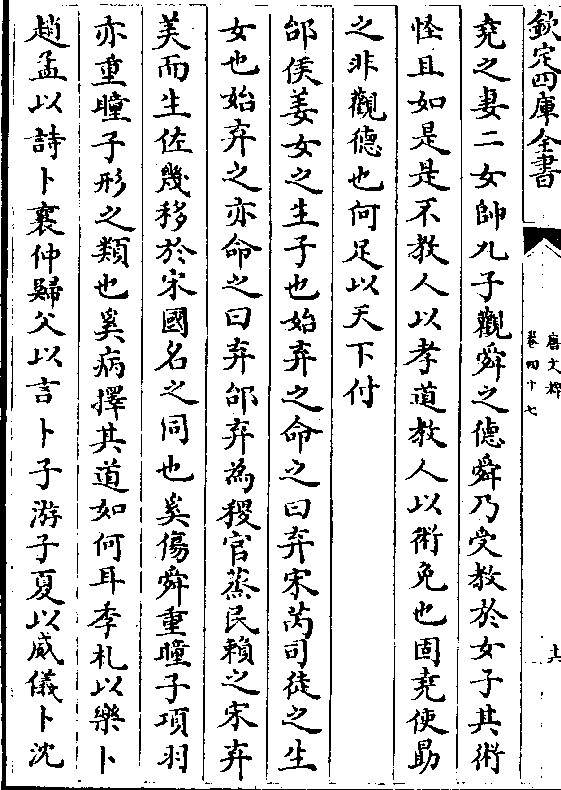 欽定四庫全書
唐文粹
卷四十七
十六
堯之妻二女帥九子觀舜之德舜乃受教於女子其術
怪且如是是不教人以孝道教人以術免也固堯使勗
之非觀德也何足以天下付
邰侯姜女之生子也始弃之命之曰弃宋芮司徒之生
女也始弃之亦命之曰弃邰弃為稷官蒸民賴之宋弃
美而生佐幾移於宋國名之同也奚傷舜重瞳子項羽
亦重瞳子形之類也奚病擇其道如何耳季札以樂卜
趙孟以詩卜襄仲歸父以言卜子游子夏以威儀卜沈